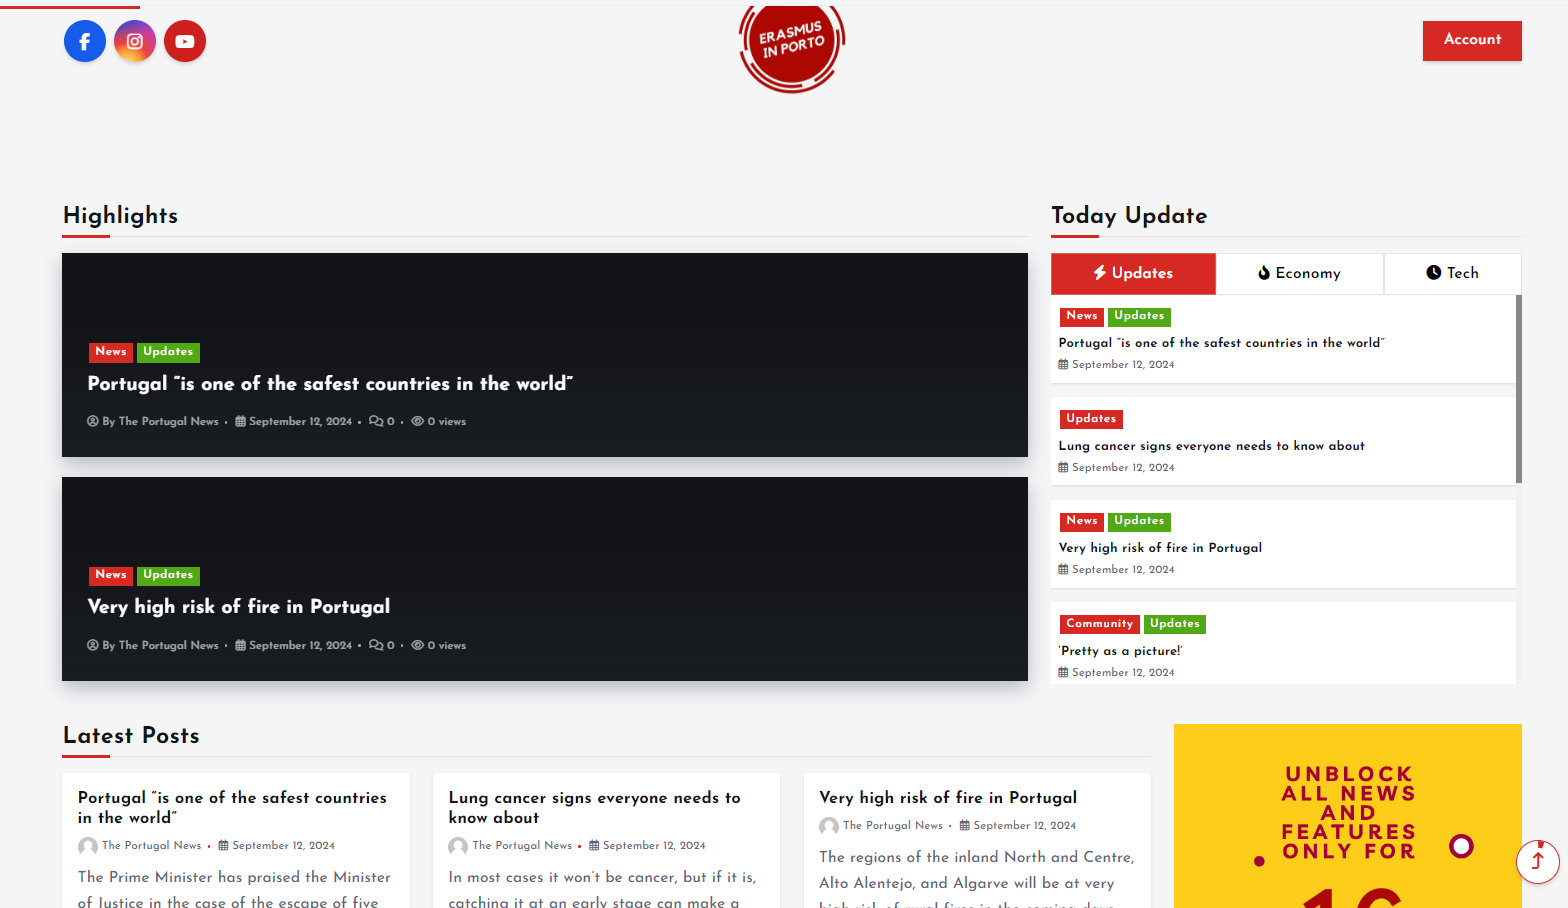 ERASMUS
IN PORTO
Account
Highlights
News Updates
Portugal “is one of the safest countries in the world”
By The Portugal News • September 12, 2024 • 0 • 0 views
News Updates
Very high risk of fire in Portugal
By The Portugal News • September 12, 2024 • 0 • 0 views
Today Update
Updates Economy Tech
News Updates
Portugal “is one of the safest countries in the world”
September 12, 2024
Updates
Lung cancer signs everyone needs to know about
September 12, 2024
News Updates
Very high risk of fire in Portugal
September 12, 2024
Community Updates
‘Pretty as a picture!’
September 12, 2024
Latest Posts
Portugal “is one of the safest countries
in the world”
The Portugal News • September 12, 2024
The Prime Minister has praised the Minister
of Justice in the case of the escape of five
Lung cancer signs everyone needs to
know about
The Portugal News • September 12, 2024
In most cases it won’t be cancer, but if it is,
catching it at an early stage can make a
Very high risk of fire in Portugal
The Portugal News • September 12, 2024
The regions of the inland North and Centre,
Alto Alentejo, and Algarve will be at very
high risk of rural fires in the coming days
UNBLOCK
ALL NEWS
AND
FEATURES
ONLY FOR